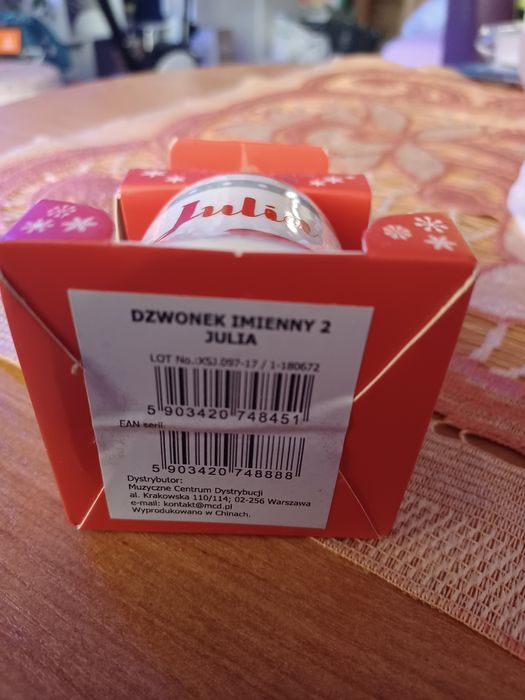 Julia
DZWONEK IMIENNY 2
JULIA
LOT No.:XSJ.097-17 / 1-180672
5 903420 748451
EAN serii:
5 903420 748888
Dystrybutor:
Muzyczne Centrum Dystrybucji
al. Krakowska 110/114; 02-256 Warszawa
e-mail: kontakt@mcd.pl
Wyprodukowano w Chinach.